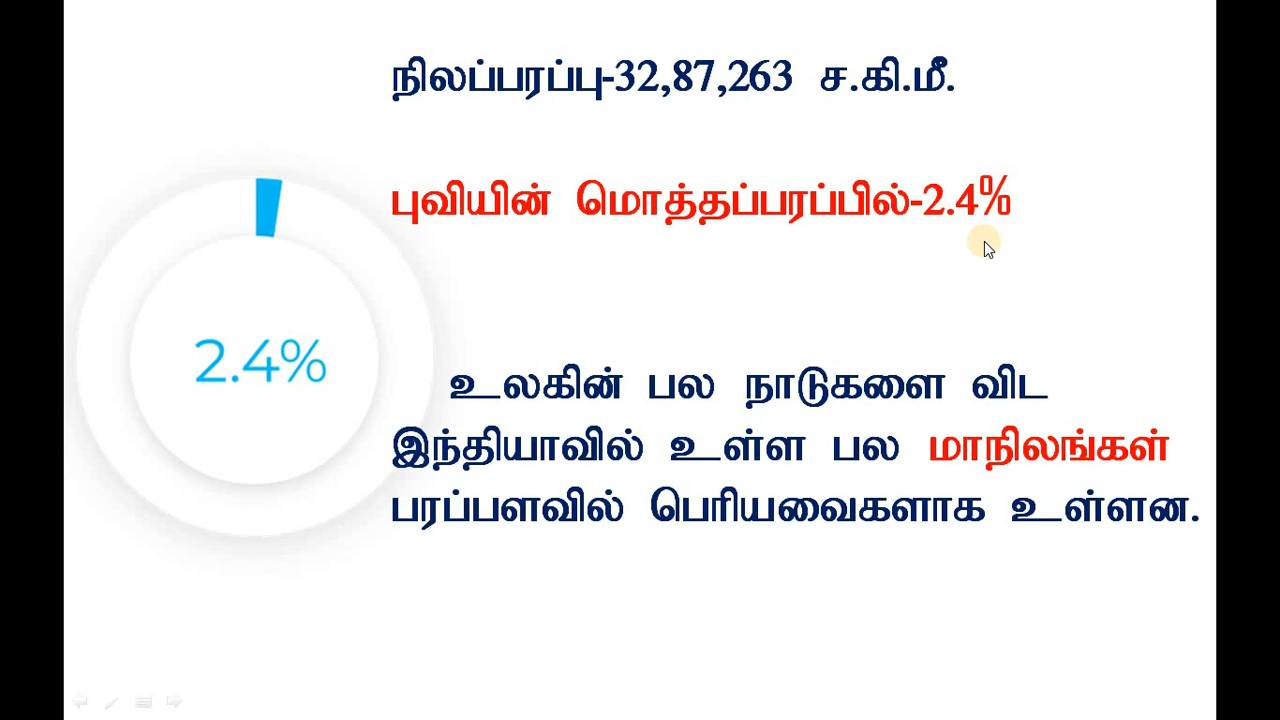 நிலப்பரப்பு-32,87,263 ச.கி.மீ.
புவியின் மொத்தப்பரப்பில்-2.4%
2.4%
உலகின் பல நாடுகளை விட
இந்தியாவில் உள்ள பல மாநிலங்கள்
பரப்பளவில் பெரியவைகளாக உள்ளன.